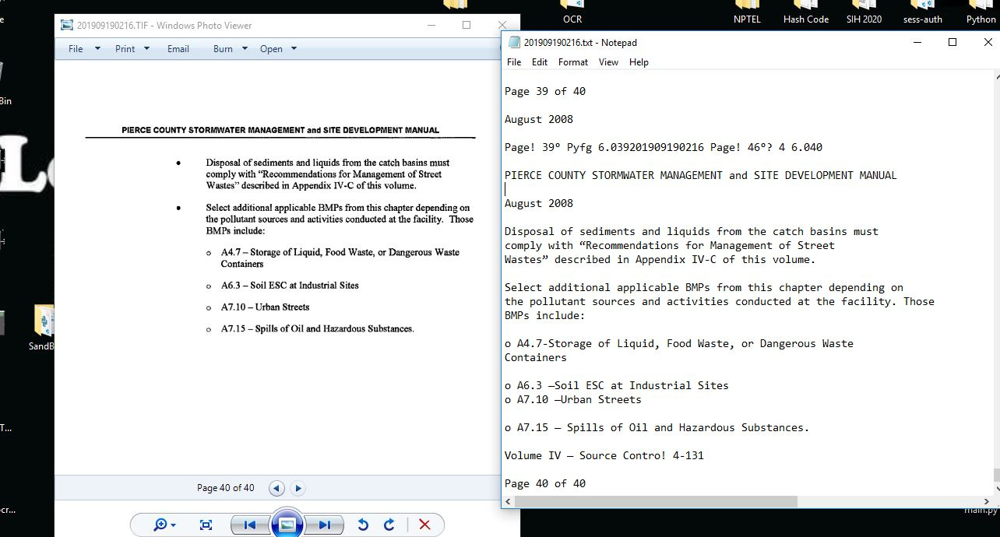 OCR
NPTEL
Hash Code
SIH 2020
sess-auth
Python
Bin
SandB
T...
cr...
main.py
201909190216.TIF - Windows Photo Viewer
File Print Email Burn Open
PIERCE COUNTY STORMWATER MANAGEMENT and SITE DEVELOPMENT MANUAL
• Disposal of sediments and liquids from the catch basins must
comply with “Recommendations for Management of Street
Wastes” described in Appendix IV-C of this volume.
• Select additional applicable BMPs from this chapter depending on
the pollutant sources and activities conducted at the facility. Those
BMPs include:
o A4.7 – Storage of Liquid, Food Waste, or Dangerous Waste
Containers
o A6.3 – Soil ESC at Industrial Sites
o A7.10 – Urban Streets
o A7.15 – Spills of Oil and Hazardous Substances.
Page 40 of 40
201909190216.txt - Notepad
File Edit Format View Help
Page 39 of 40
August 2008
Page! 39° Pyfg 6.039201909190216 Page! 46°? 4 6.040
PIERCE COUNTY STORMWATER MANAGEMENT and SITE DEVELOPMENT MANUAL
August 2008
Disposal of sediments and liquids from the catch basins must
comply with “Recommendations for Management of Street
Wastes” described in Appendix IV-C of this volume.
Select additional applicable BMPs from this chapter depending on
the pollutant sources and activities conducted at the facility. Those
BMPs include:
o A4.7-Storage of Liquid, Food Waste, or Dangerous Waste
Containers
o A6.3 —Soil ESC at Industrial Sites
o A7.10 —Urban Streets
o A7.15 — Spills of Oil and Hazardous Substances.
Volume IV — Source Contro! 4-131
Page 40 of 40